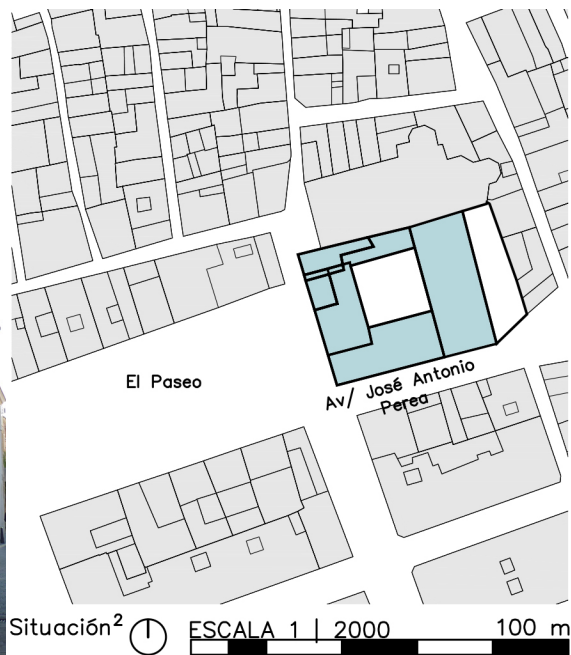 El Paseo
Av/ José Antonio
Perea
Situación²
ESCALA 1 | 2000 100 m